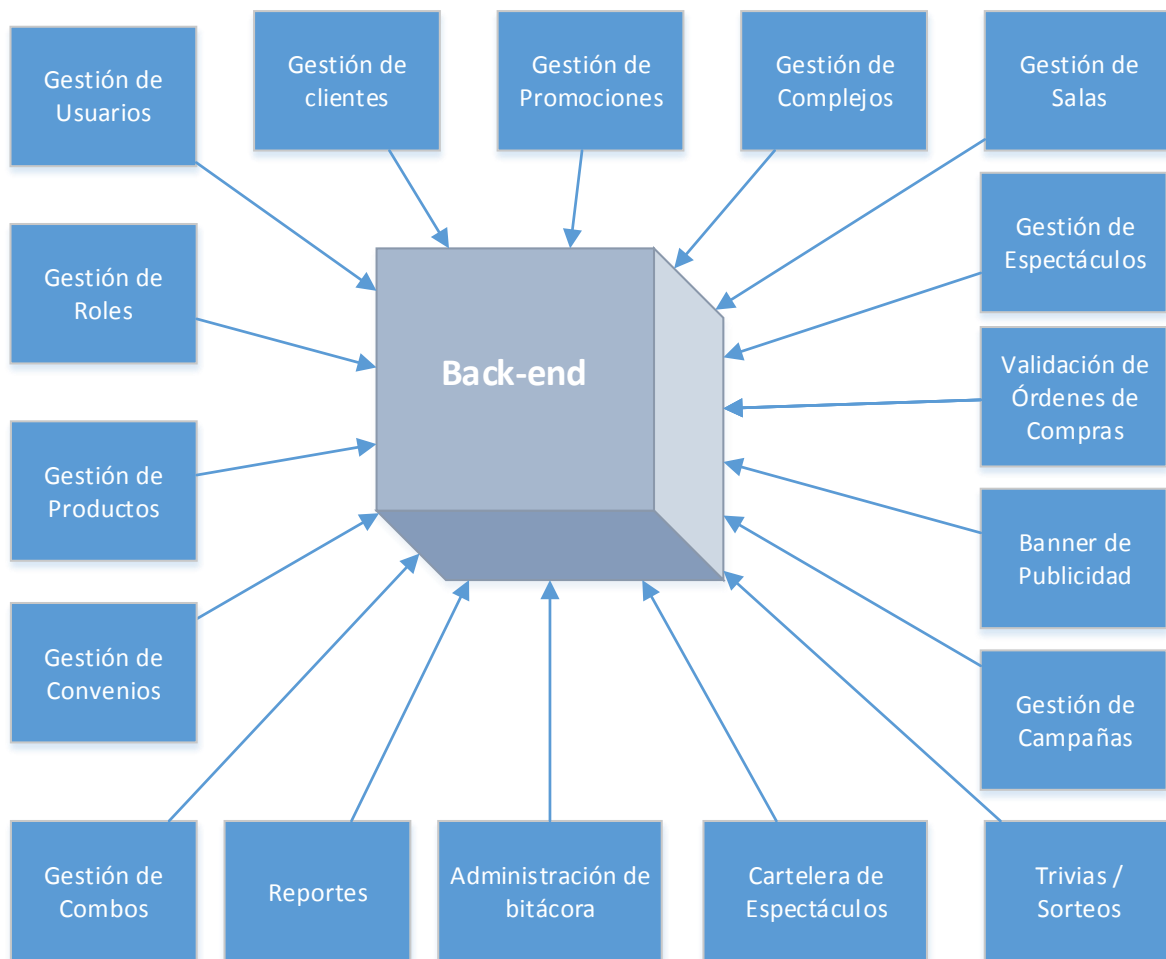 Gestión de
Usuarios
Gestión de
clientes
Gestión de
Promociones
Gestión de
Complejos
Gestión de
Salas
Gestión de
Roles
Gestión de
Espectáculos
Back-end
Validación de
Órdenes de
Compras
Gestión de
Productos
Banner de
Publicidad
Gestión de
Convenios
Gestión de
Campañas
Gestión de
Combos
Reportes
Administración de
bitácora
Cartelera de
Espectáculos
Trivias /
Sorteos